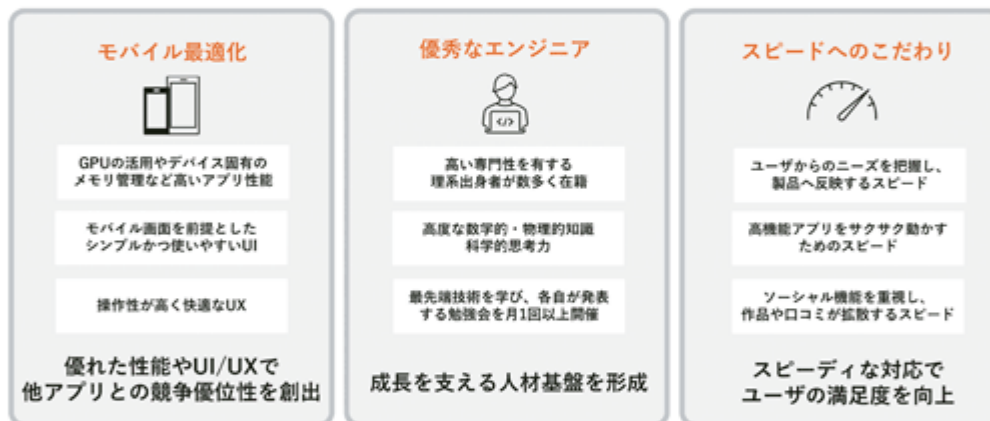 モバイル最適化
GPUの活用やデバイス固有の
メモリ管理など高いアプリ性能
モバイル画面を前提とした
シンプルかつ使いやすいUI
操作性が高く快適なUX
優れた性能やUI/UXで
他アプリとの競争優位性を創出
優秀なエンジニア
</>
高い専門性を有する
理系出身者が数多く在籍
高度な数学的・物理的知識
科学的思考力
最先端技術を学び、各自が発表
する勉強会を月1回以上開催
成長を支える人材基盤を形成
スピードへのこだわり
ユーザからのニーズを把握し、
製品へ反映するスピード
高機能アプリをサクサク動かす
ためのスピード
ソーシャル機能を重視し、
作品や口コミが拡散するスピード
スピーディな対応で
ユーザの満足度を向上